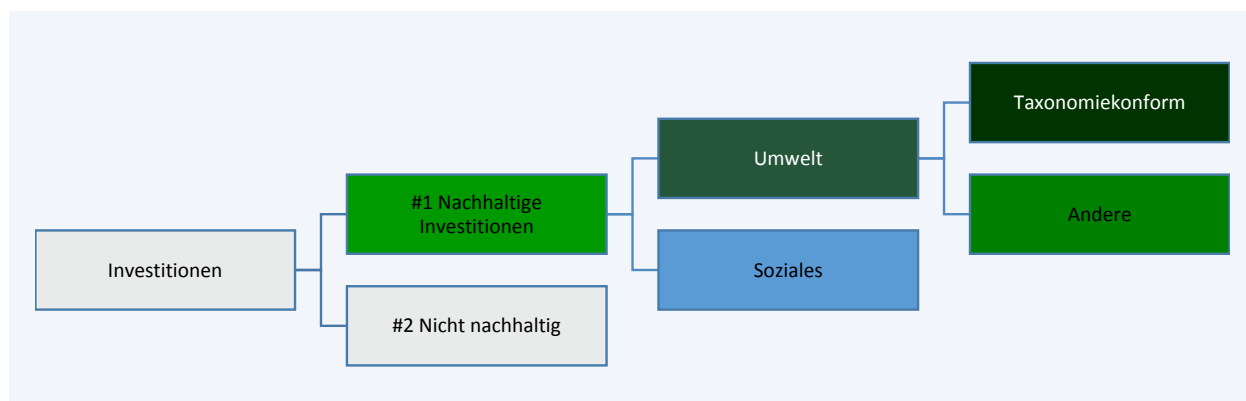 Taxonomiekonform
Umwelt
#1 Nachhaltige
Investitionen
Andere
Investitionen
Soziales
#2 Nicht nachhaltig